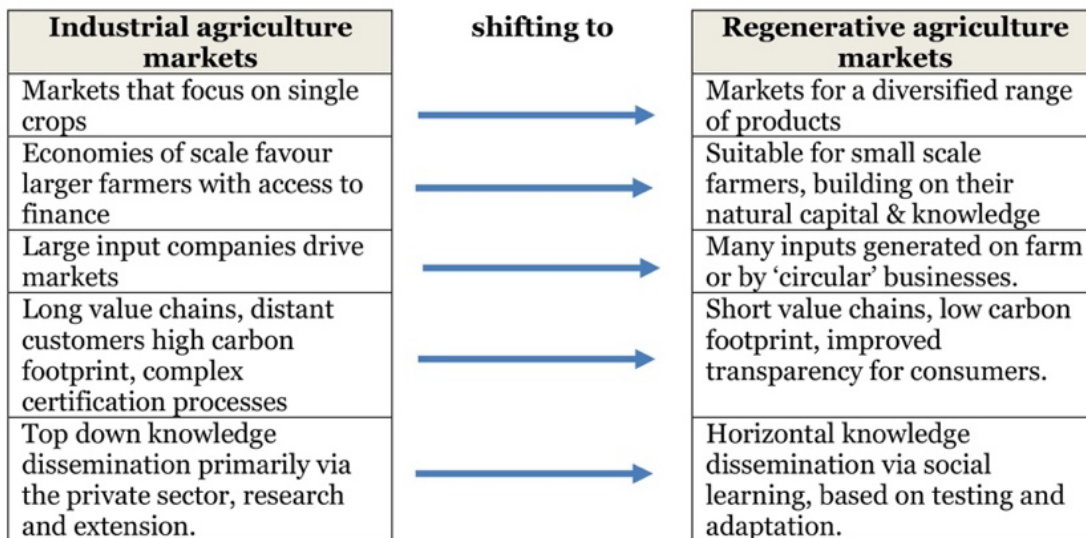 Industrial agriculture
markets
shifting to
Regenerative agriculture
markets
Markets that focus on single
crops
Markets for a diversified range
of products
Economies of scale favour
larger farmers with access to
finance
Suitable for small scale
farmers, building on their
natural capital & knowledge
Large input companies drive
markets
Many inputs generated on farm
or by ‘circular’ businesses.
Long value chains, distant
customers high carbon
footprint, complex
certification processes
Short value chains, low carbon
footprint, improved
transparency for consumers.
Top down knowledge
dissemination primarily via
the private sector, research
and extension.
Horizontal knowledge
dissemination via social
learning, based on testing and
adaptation.